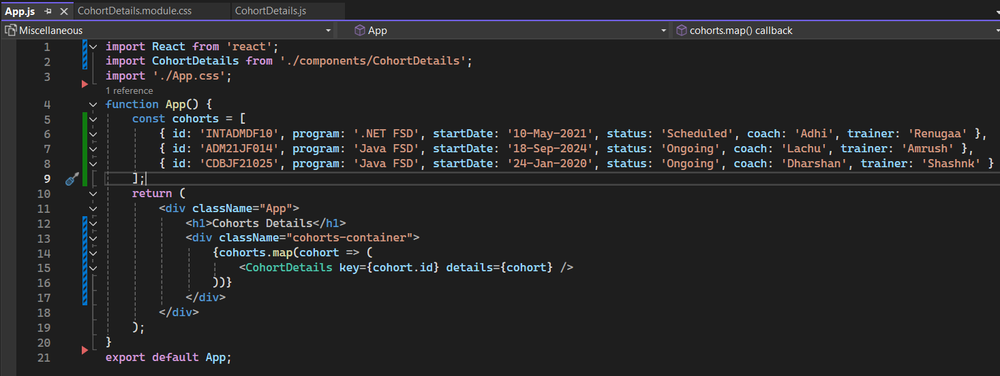 App.js CohortDetails.module.css CohortDetails.js
Miscellaneous App cohorts.map() callback
1 import React from 'react';
2 import CohortDetails from './components/CohortDetails';
3 import './App.css';
1 reference
4 function App() {
5 const cohorts = [
6 { id: 'INTADMDF10', program: '.NET FSD', startDate: '10-May-2021', status: 'Scheduled', coach: 'Adhi', trainer: 'Renugaa' },
7 { id: 'ADM21JF014', program: 'Java FSD', startDate: '18-Sep-2024', status: 'Ongoing', coach: 'Lachu', trainer: 'Amrush' },
8 { id: 'CDBJF21025', program: 'Java FSD', startDate: '24-Jan-2020', status: 'Ongoing', coach: 'Dharshan', trainer: 'Shashnk' }
9 ];
10 return (
11 <div className="App">
12 <h1>Cohorts Details</h1>
13 <div className="cohorts-container">
14 {cohorts.map(cohort => (
15 <CohortDetails key={cohort.id} details={cohort} />
16 ))}
17 </div>
18 </div>
19 );
20 }
21 export default App;